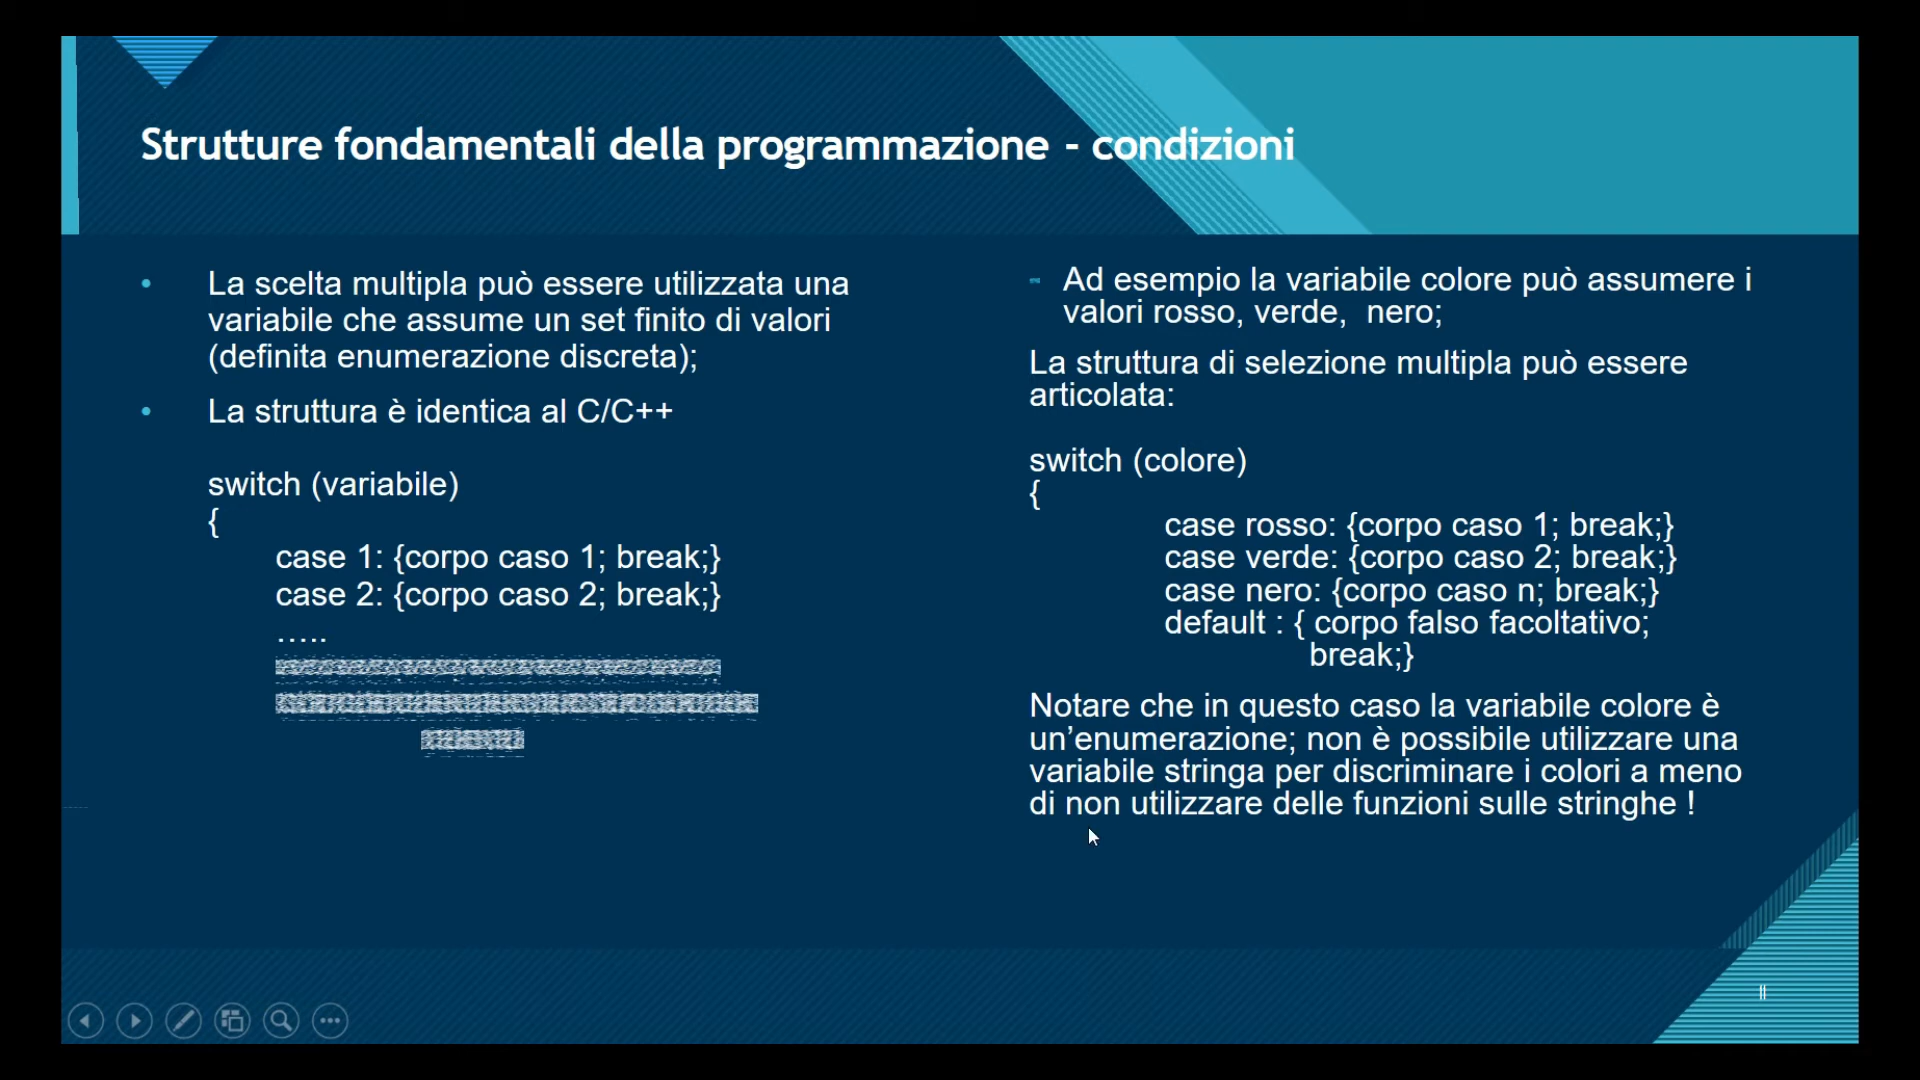 Strutture fondamentali della programmazione - condizioni
• La scelta multipla può essere utilizzata una
variabile che assume un set finito di valori
(definita enumerazione discreta);
• La struttura è identica al C/C++
switch (variabile)
{
case 1: {corpo caso 1; break;}
case 2: {corpo caso 2; break;}
…..
- Ad esempio la variabile colore può assumere i
valori rosso, verde, nero;
La struttura di selezione multipla può essere
articolata:
switch (colore)
{
case rosso: {corpo caso 1; break;}
case verde: {corpo caso 2; break;}
case nero: {corpo caso n; break;}
default : { corpo falso facoltativo;
break;}
Notare che in questo caso la variabile colore è
un’enumerazione; non è possibile utilizzare una
variabile stringa per discriminare i colori a meno
di non utilizzare delle funzioni sulle stringhe !